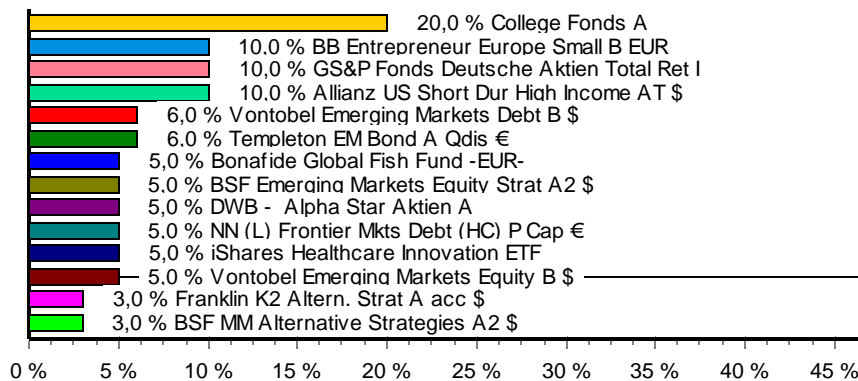 20,0 % College Fonds A
10,0 % BB Entrepreneur Europe Small B EUR
10,0 % GS&P Fonds Deutsche Aktien Total Ret I
10,0 % Allianz US Short Dur High Income AT $
6,0 % Vontobel Emerging Markets Debt B $
6,0 % Templeton EM Bond A Qdis €
5,0 % Bonafide Global Fish Fund -EUR-
5,0 % BSF Emerging Markets Equity Strat A2 $
5,0 % DWB - Alpha Star Aktien A
5,0 % NN (L) Frontier Mkts Debt (HC) P Cap €
5,0 % iShares Healthcare Innovation ETF
5,0 % Vontobel Emerging Markets Equity B $
3,0 % Franklin K2 Altern. Strat A acc $
3,0 % BSF MM Alternative Strategies A2 $
0 % 5 % 10 % 15 % 20 % 25 % 30 % 35 % 40 % 45 %